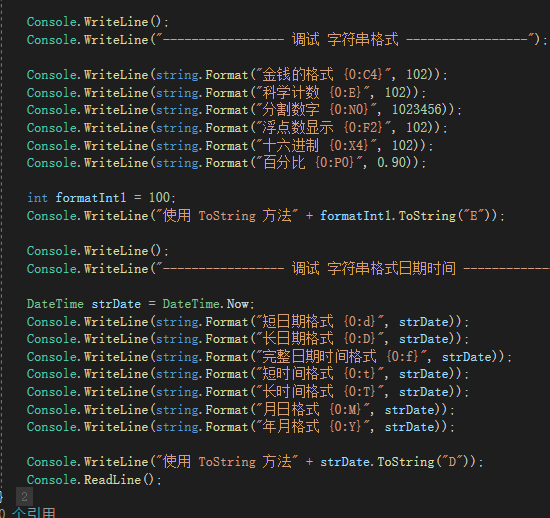 Console.WriteLine();
Console.WriteLine("----------------- 调试 字符串格式 -----------------");
Console.WriteLine(string.Format("金钱的格式 {0:C4}", 102));
Console.WriteLine(string.Format("科学计数 {0:E}", 102));
Console.WriteLine(string.Format("分割数字 {0:N0}", 1023456));
Console.WriteLine(string.Format("浮点数显示 {0:F2}", 102));
Console.WriteLine(string.Format("十六进制 {0:X4}", 102));
Console.WriteLine(string.Format("百分比 {0:P0}", 0.90));
int formatInt1 = 100;
Console.WriteLine("使用 ToString 方法" + formatInt1.ToString("E"));
Console.WriteLine();
Console.WriteLine("----------------- 调试 字符串格式日期时间 -------------
DateTime strDate = DateTime.Now;
Console.WriteLine(string.Format("短日期格式 {0:d}", strDate));
Console.WriteLine(string.Format("长日期格式 {0:D}", strDate));
Console.WriteLine(string.Format("完整日期时间格式 {0:f}", strDate));
Console.WriteLine(string.Format("短时间格式 {0:t}", strDate));
Console.WriteLine(string.Format("长时间格式 {0:T}", strDate));
Console.WriteLine(string.Format("月日格式 {0:M}", strDate));
Console.WriteLine(string.Format("年月格式 {0:Y}", strDate));
Console.WriteLine("使用 ToString 方法" + strDate.ToString("D"));
Console.ReadLine();
} 2
0 个引用